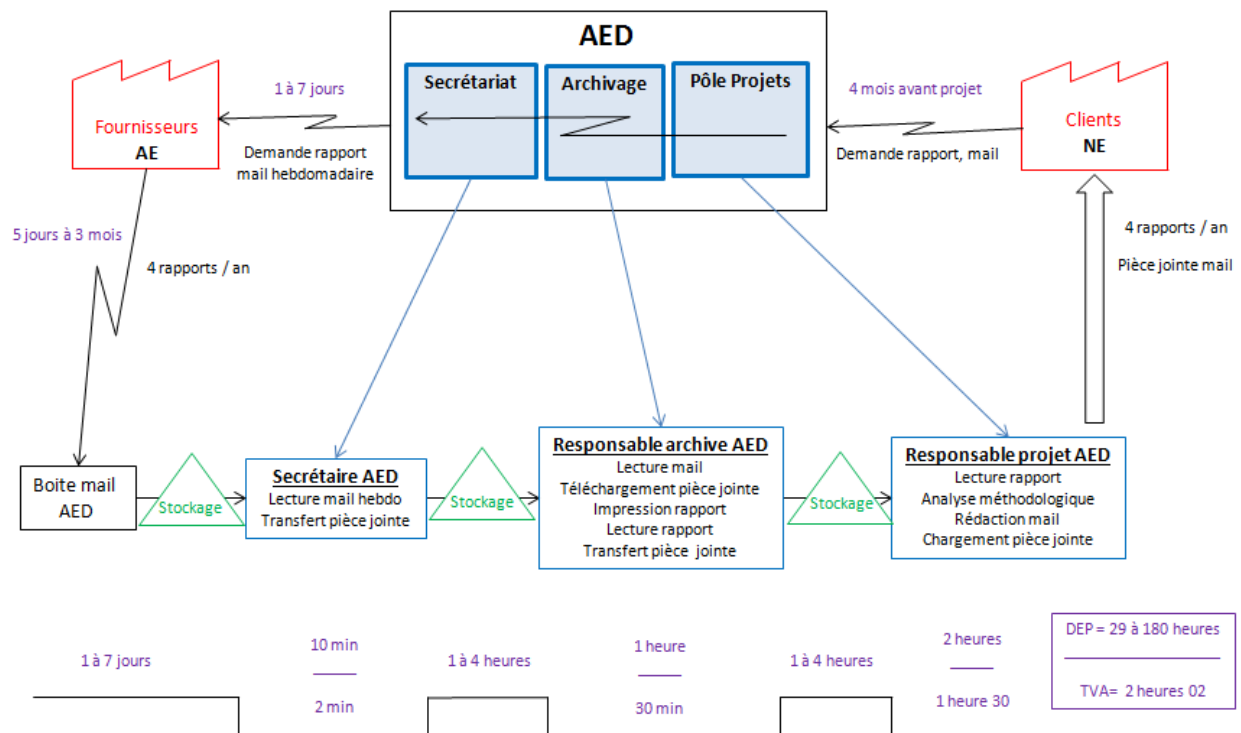 AED
Secrétariat
Archivage
Pôle Projets
1 à 7 jours
4 mois avant projet
Fournisseurs
AE
Clients
NE
Demande rapport
mail hebdomadaire
Demande rapport, mail
5 jours à 3 mois
4 rapports / an
4 rapports / an
Pièce jointe mail
Boite mail
AED
Stockage
Secrétaire AED
Lecture mail hebdo
Transfert pièce jointe
Stockage
Responsable archive AED
Lecture mail
Téléchargement pièce jointe
Impression rapport
Lecture rapport
Transfert pièce jointe
Stockage
Responsable projet AED
Lecture rapport
Analyse méthodologique
Rédaction mail
Chargement pièce jointe
1 à 7 jours
10 min
2 min
1 à 4 heures
1 heure
30 min
1 à 4 heures
2 heures
1 heure 30
DEP = 29 à 180 heures
TVA= 2 heures 02